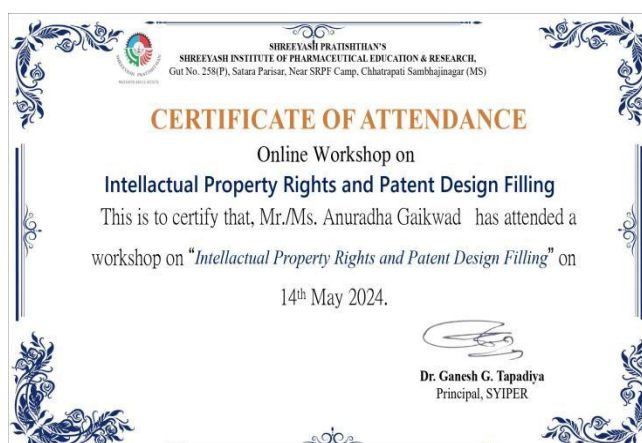 SHREEYASH PRATISHTHAN'S
SHREEYASH INSTITUTE OF PHARMACEUTICAL EDUCATION & RESEARCH,
Gut No. 258(P), Satara Parisar, Near SRPF Camp, Chhatrapati Sambhajinagar (MS)
SHREEYASH PRATISHTHAN
CERTIFICATE OF ATTENDANCE
Online Workshop on
Intellactual Property Rights and Patent Design Filling
This is to certify that, Mr./Ms. Anuradha Gaikwad has attended a
workshop on “Intellactual Property Rights and Patent Design Filling” on
14th May 2024.
Dr. Ganesh G. Tapadiya
Principal, SYIPER